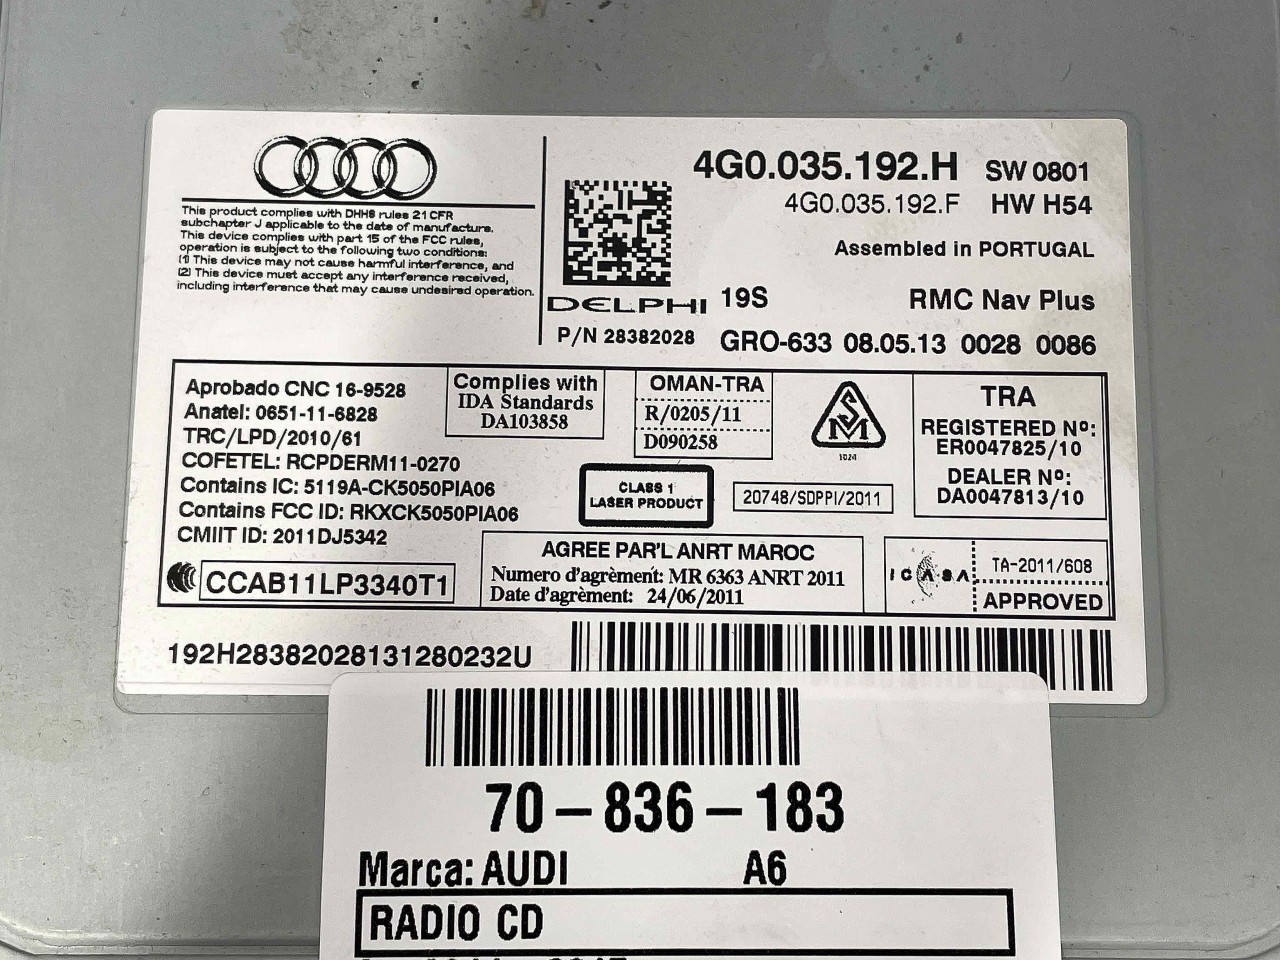 This product complies with DHHS rules 21 CFR
subchapter J applicable to the date of manufacture.
This device complies with part 15 of the FCC rules,
operation is subject to the following two conditions:
(1) This device may not cause harmful interference, and
(2) This device must accept any interference received,
including interference that may cause undesired operation.
DELPHI
P/N 28382028
4G0.035.192.H SW 0801
4G0.035.192.F HW H54
Assembled in PORTUGAL
19S RMC Nav Plus
GRO-633 08.05.13 0028 0086
Aprobado CNC 16-9528
Anatel: 0651-11-6828
TRC/LPD/2010/61
COFETEL: RCPDERM11-0270
Contains IC: 5119A-CK5050PIA06
Contains FCC ID: RKXCK5050PIA06
CMIIT ID: 2011DJ5342
CCAB11LP3340T1
Complies with
IDA Standards
DA103858
OMAN-TRA
R/0205/11
D090258
SM
1024
TRA
REGISTERED Nº:
ER0047825/10
DEALER Nº:
DA0047813/10
CLASS 1
LASER PRODUCT
20748/SDPPI/2011
AGREE PAR'L ANRT MAROC
Numero d'agrèment: MR 6363 ANRT 2011
Date d'agrèment: 24/06/2011
ICASA
TA-2011/608
APPROVED
192H28382028131280232U
70-836-183
Marca: AUDI A6
RADIO CD